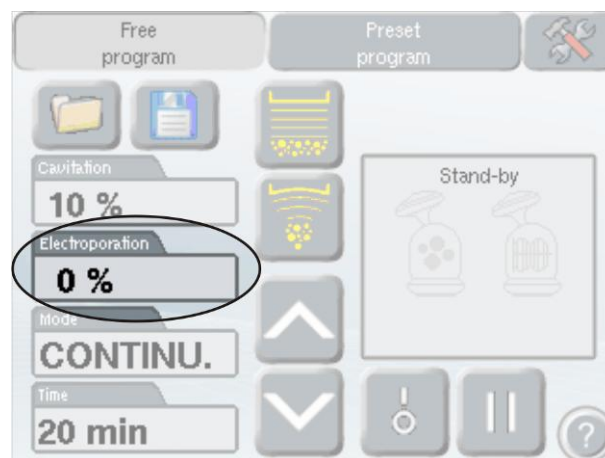 Free
program
Preset
program
Cavitation
10 %
Electroporation
0 %
Mode
CONTINU.
Time
20 min
Stand-by
?